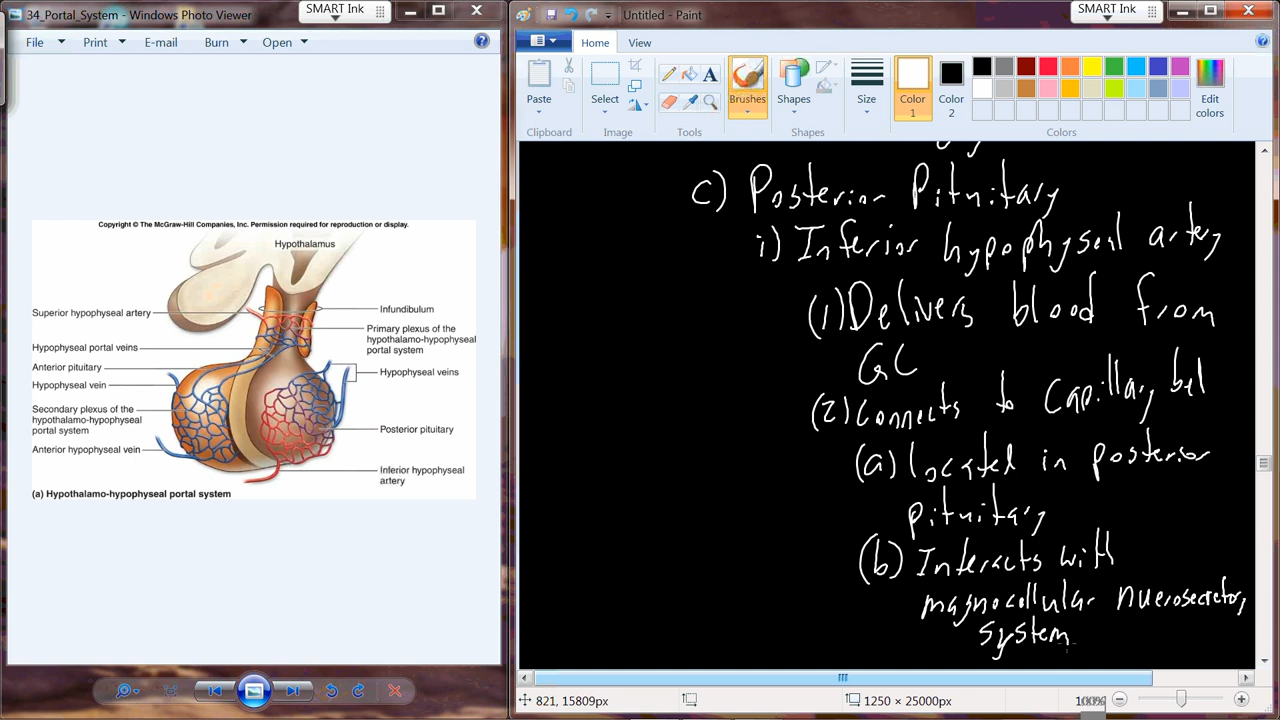 34_Portal_System - Windows Photo Viewer
SMART Ink
File Print E-mail Burn Open
Copyright © The McGraw-Hill Companies, Inc. Permission required for reproduction or display.
Hypothalamus
Superior hypophyseal artery
Hypophyseal portal veins
Anterior pituitary
Hypophyseal vein
Secondary plexus of the
hypothalamo-hypophyseal
portal system
Anterior hypophyseal vein
Infundibulum
Primary plexus of the
hypothalamo-hypophyseal
portal system
Hypophyseal veins
Posterior pituitary
Inferior hypophyseal
artery
(a) Hypothalamo-hypophyseal portal system
Untitled - Paint
SMART Ink
Home View
Paste
Select
Brushes
Shapes
Size
Color
1
Color
2
Edit
colors
Clipboard
Image
Tools
Shapes
Colors
c) Posterior Pituitary
i) Inferior hypophyseal artery
(1) Delivers blood from
GC
(2) Connects to Capillary bed
(a) located in posterior
pituitary
(b) Interacts with
magnocellular nuerosecretory
system
821, 15809px
1250 × 25000px
100%